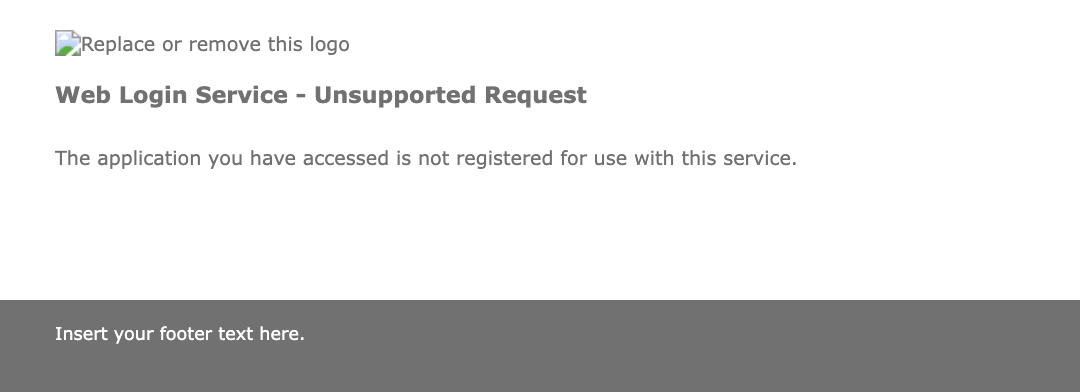 Replace or remove this logo
Web Login Service - Unsupported Request
The application you have accessed is not registered for use with this service.
Insert your footer text here.